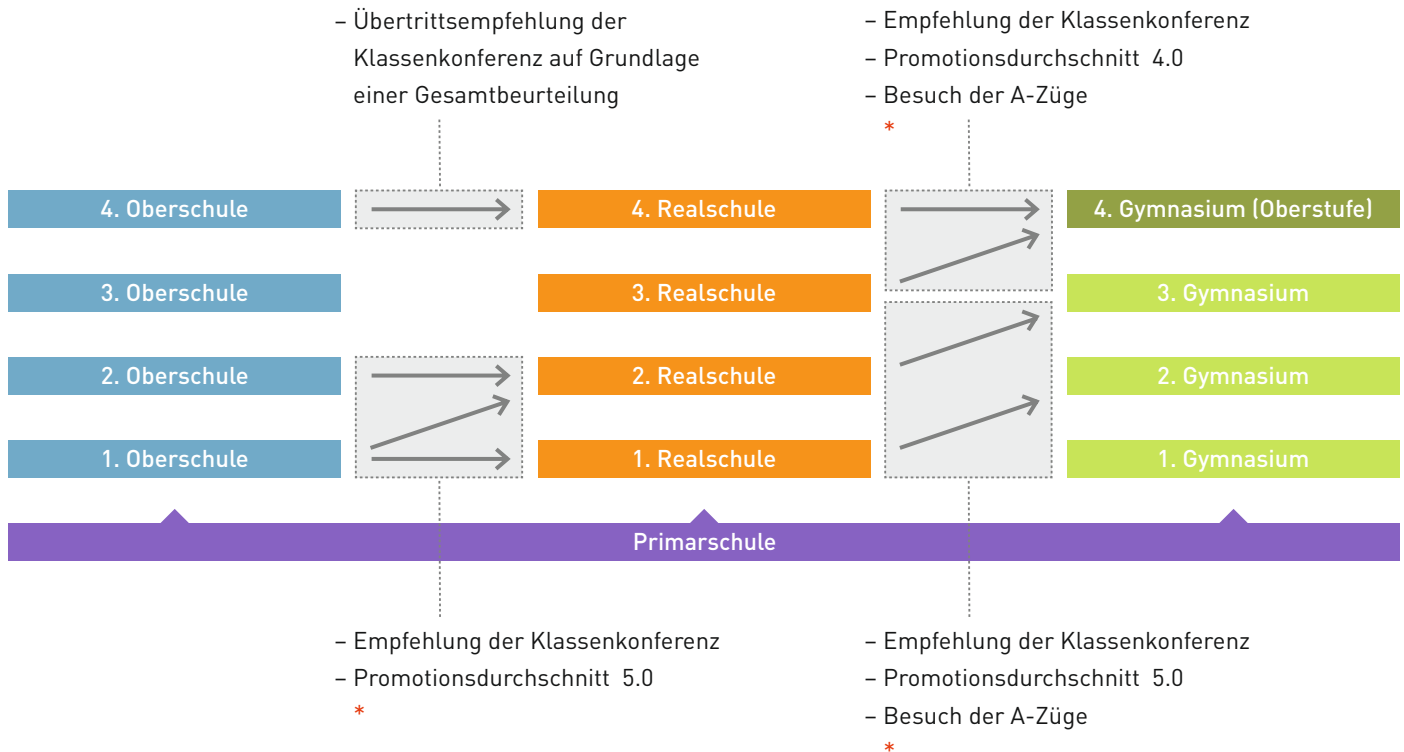 – Übertrittsempfehlung der
Klassenkonferenz auf Grundlage
einer Gesamtbeurteilung
– Empfehlung der Klassenkonferenz
– Promotionsdurchschnitt 4.0
– Besuch der A-Züge
*
4. Oberschule
4. Realschule
4. Gymnasium (Oberstufe)
3. Oberschule
3. Realschule
3. Gymnasium
2. Oberschule
2. Realschule
2. Gymnasium
1. Oberschule
1. Realschule
1. Gymnasium
Primarschule
– Empfehlung der Klassenkonferenz
– Promotionsdurchschnitt 5.0
*
– Empfehlung der Klassenkonferenz
– Promotionsdurchschnitt 5.0
– Besuch der A-Züge
*